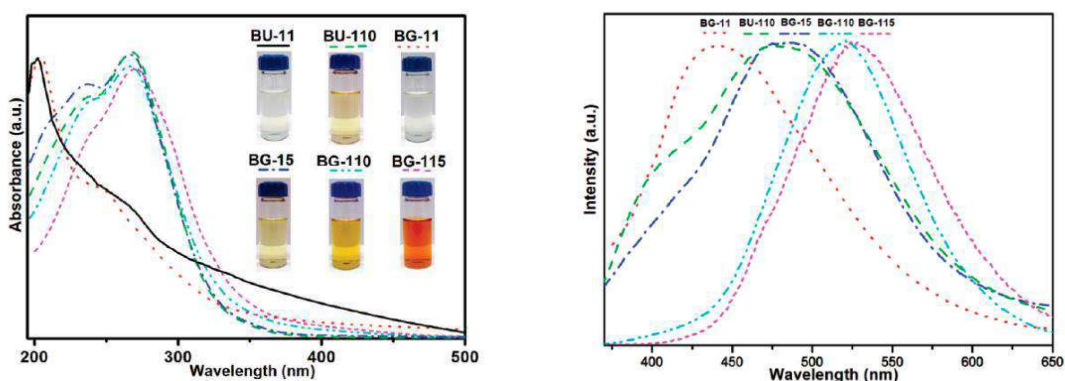 BU-11 BU-110 BG-11
BG-15 BG-110 BG-115
Absorbance (a.u.)
200 300 400 500
Wavelength (nm)
BG-11 BU-110 BG-15 BG-110 BG-115
Intensity (a.u.)
400 450 500 550 600 650
Wavelength (nm)